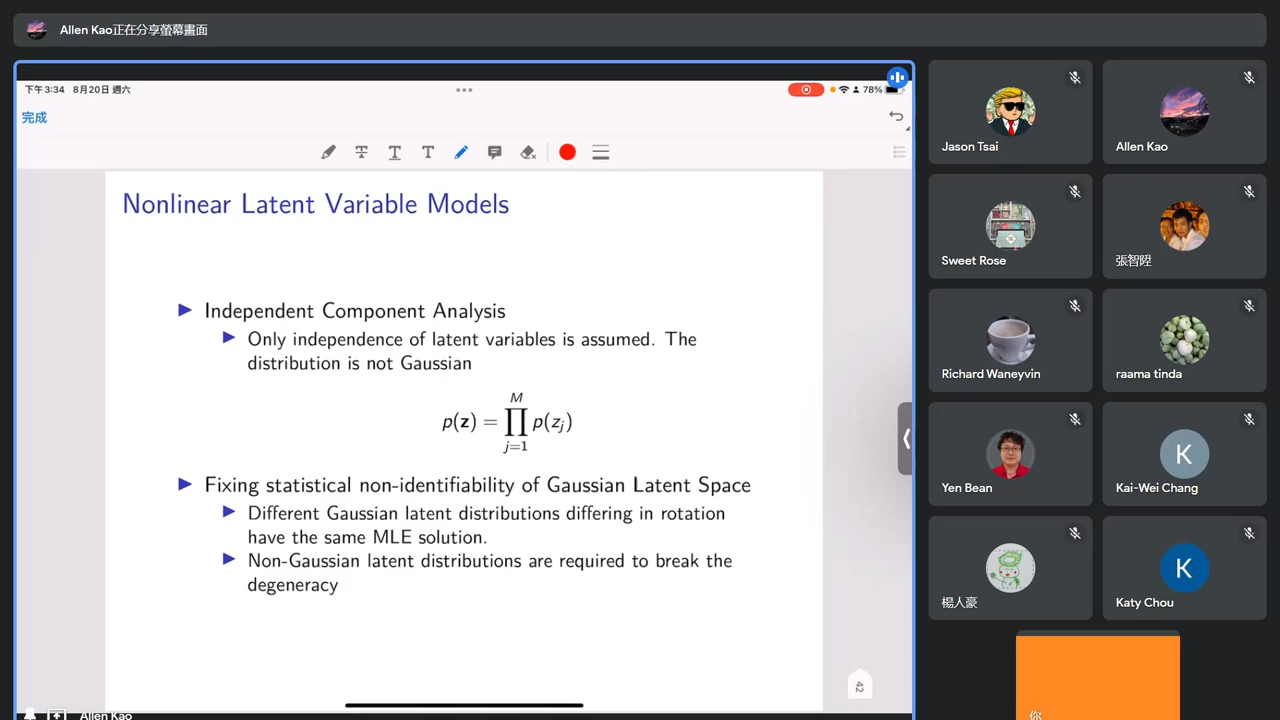 Allen Kao正在分享螢幕畫面
下午3:34 8月20日 週六
78%
完成
Nonlinear Latent Variable Models
Independent Component Analysis
Only independence of latent variables is assumed. The
distribution is not Gaussian
p(z) = ∏_{j=1}^{M} p(z_j)
Fixing statistical non-identifiability of Gaussian Latent Space
Different Gaussian latent distributions differing in rotation
have the same MLE solution.
Non-Gaussian latent distributions are required to break the
degeneracy
42
Allen Kao
Jason Tsai
Allen Kao
Sweet Rose
張智陞
Richard Waneyvin
raama tinda
Yen Bean
K
Kai-Wei Chang
楊人豪
K
Katy Chou
你